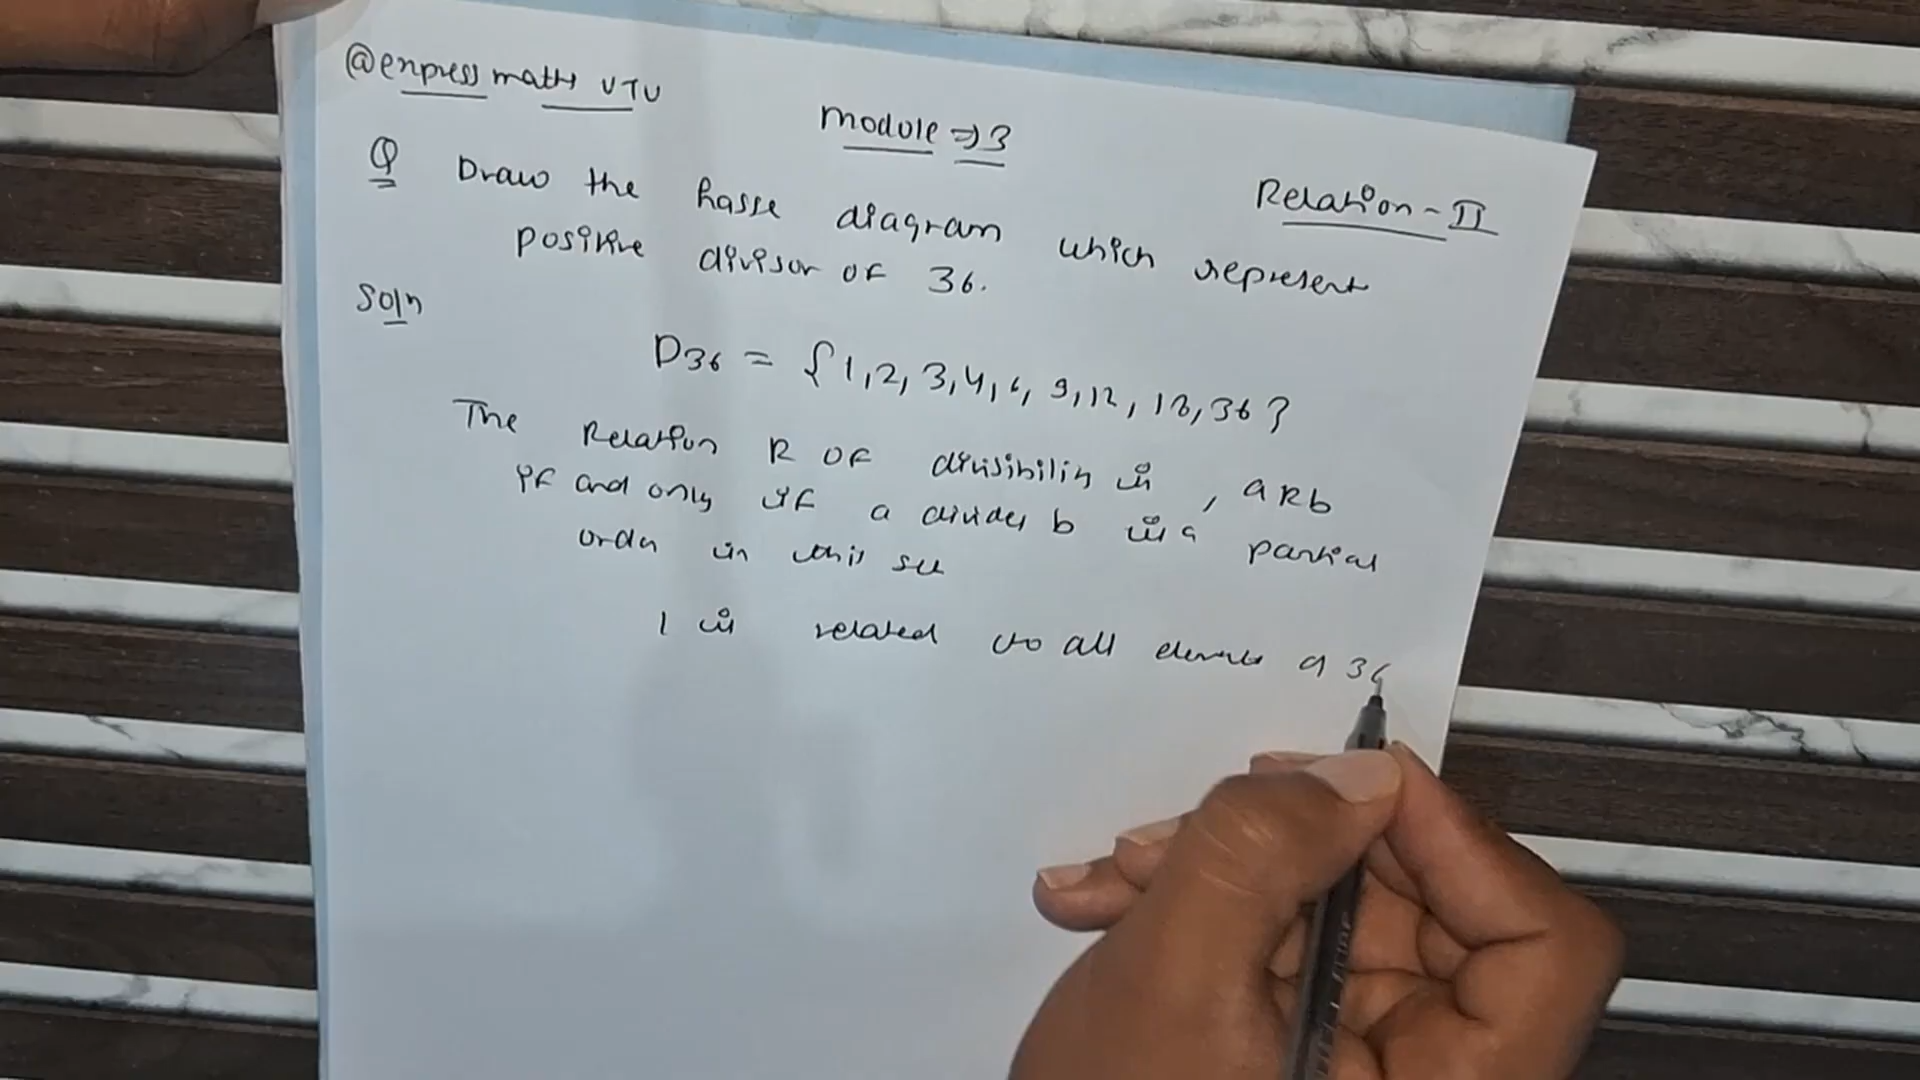 @express maths VTU
Module => 3
Relation - II
Q Draw the hasse diagram which represent
positive divisor of 36.
Soln
D36 = {1,2,3,4,6,9,12,18,36}
The Relation R of divisibility is, aRb
if and only if a divides b is a partial
order in this set
1 is related to all elements of 36